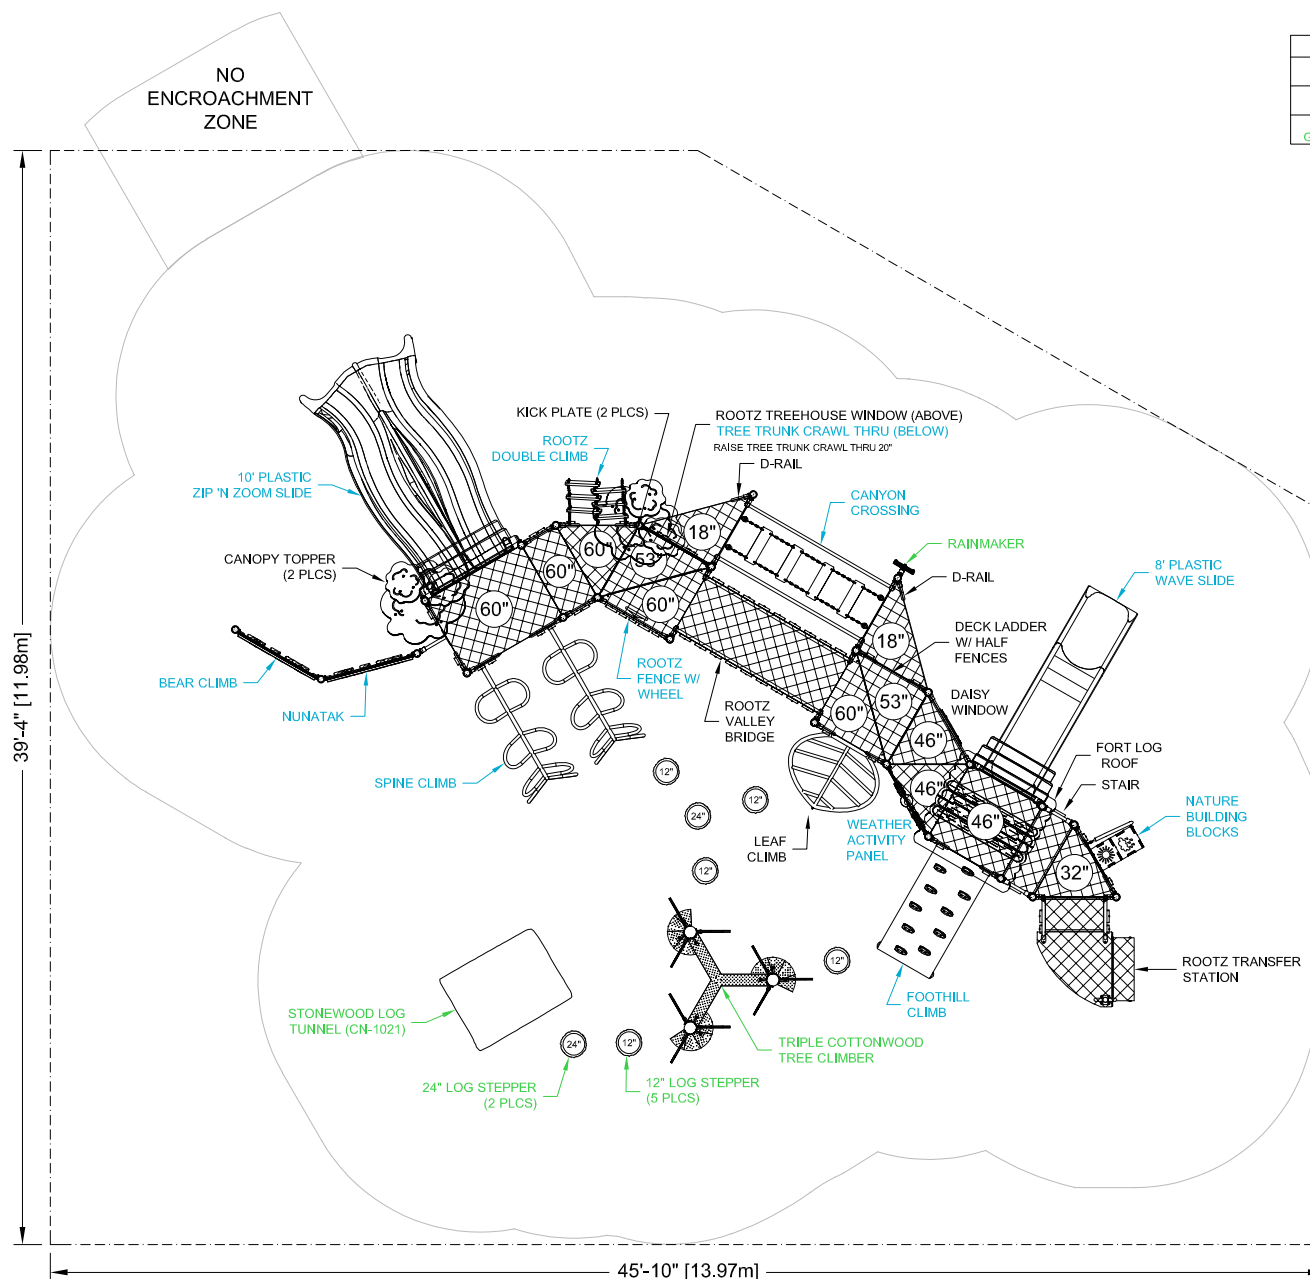 NO
ENCROACHMENT
ZONE
G
39'-4" [11.98m]
KICK PLATE (2 PLCS)
ROOTZ
DOUBLE CLIMB
ROOTZ TREEHOUSE WINDOW (ABOVE)
TREE TRUNK CRAWL THRU (BELOW)
RAISE TREE TRUNK CRAWL THRU 20"
D-RAIL
10' PLASTIC
ZIP 'N ZOOM SLIDE
CANYON
CROSSING
RAINMAKER
D-RAIL
8' PLASTIC
WAVE SLIDE
CANOPY TOPPER
(2 PLCS)
60"
60"
60"
53"
18"
60"
DECK LADDER
W/ HALF
FENCES
18"
BEAR CLIMB
NUNATAK
ROOTZ
FENCE W/
WHEEL
ROOTZ
VALLEY
BRIDGE
60"
53"
DAISY
WINDOW
46"
46"
46"
32"
SPINE CLIMB
FORT LOG
ROOF
STAIR
NATURE
BUILDING
BLOCKS
12"
12"
24"
12"
LEAF
CLIMB
WEATHER
ACTIVITY
PANEL
12"
ROOTZ TRANSFER
STATION
FOOTHILL
CLIMB
STONEWOOD LOG
TUNNEL (CN-1021)
24"
12"
TRIPLE COTTONWOOD
TREE CLIMBER
24" LOG STEPPER
(2 PLCS)
12" LOG STEPPER
(5 PLCS)
45'-10" [13.97m]